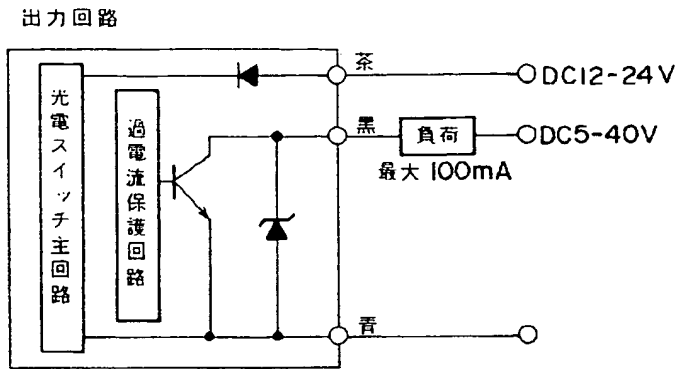 出力回路
茶
DC12-24V
光電スイッチ主回路
過電流保護回路
黒
負荷
DC5-40V
最大 100mA
青